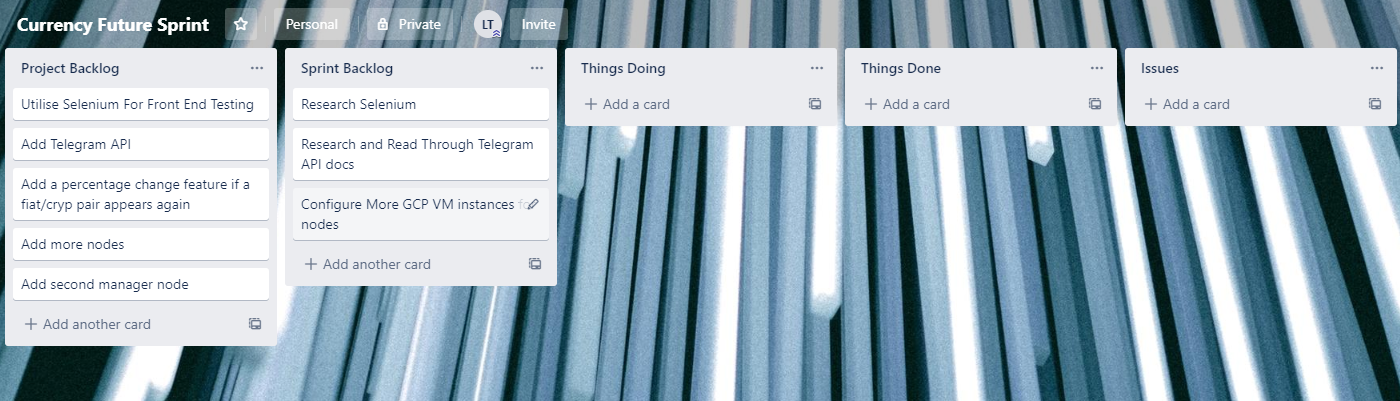 Currency Future Sprint
Personal
Private
LT
Invite
Project Backlog
Utilise Selenium For Front End Testing
Add Telegram API
Add a percentage change feature if a
fiat/cryp pair appears again
Add more nodes
Add second manager node
Add another card
Sprint Backlog
Research Selenium
Research and Read Through Telegram
API docs
Configure More GCP VM instances
nodes
Add another card
Things Doing
Add a card
Things Done
Add a card
Issues
Add a card